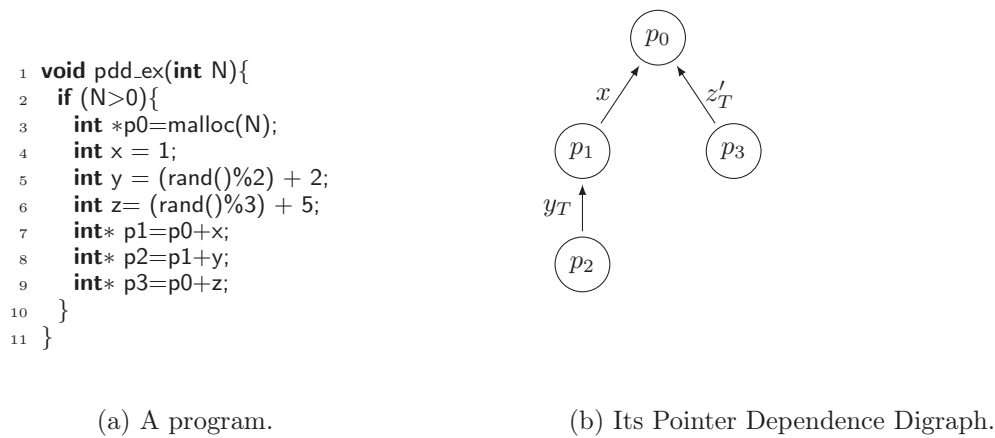 1 void pdd_ex(int N){
2 if (N>0){
3 int *p0=malloc(N);
4 int x = 1;
5 int y = (rand()%2) + 2;
6 int z= (rand()%3) + 5;
7 int* p1=p0+x;
8 int* p2=p1+y;
9 int* p3=p0+z;
10 }
11 }
(a) A program.
p₀
x
z′_T
p₁
p₃
y_T
p₂
(b) Its Pointer Dependence Digraph.